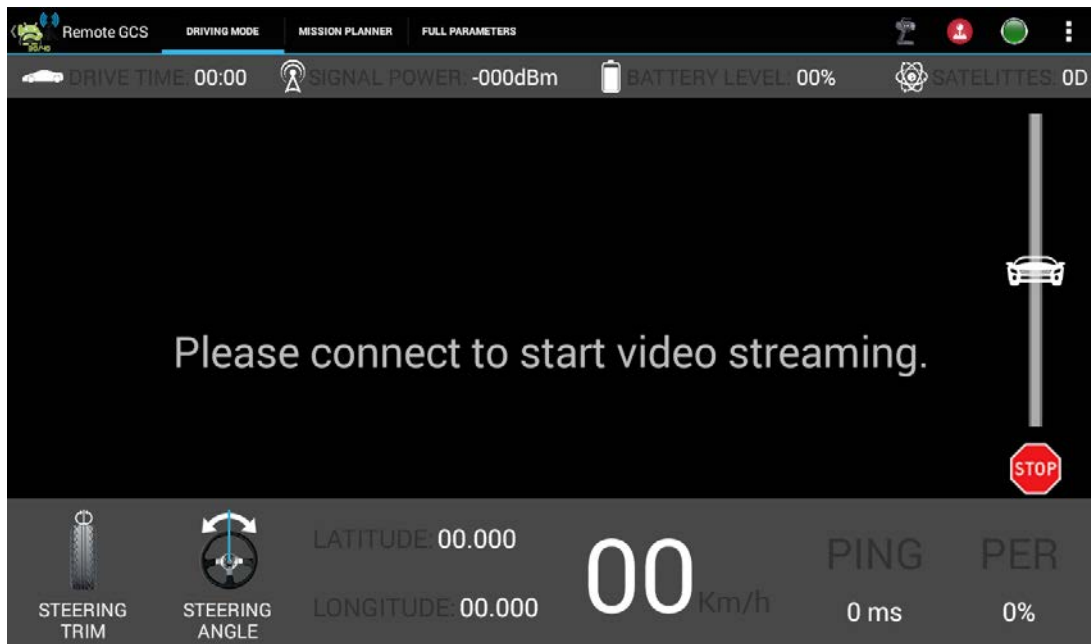 Remote GCS DRIVING MODE MISSION PLANNER FULL PARAMETERS
DRIVE TIME: 00:00 SIGNAL POWER: -000dBm BATTERY LEVEL: 00% SATELITTES: 0D
Please connect to start video streaming.
STOP
LATITUDE: 00.000
LONGITUDE: 00.000
00 Km/h
PING PER
0 ms 0%
STEERING
TRIM
STEERING
ANGLE